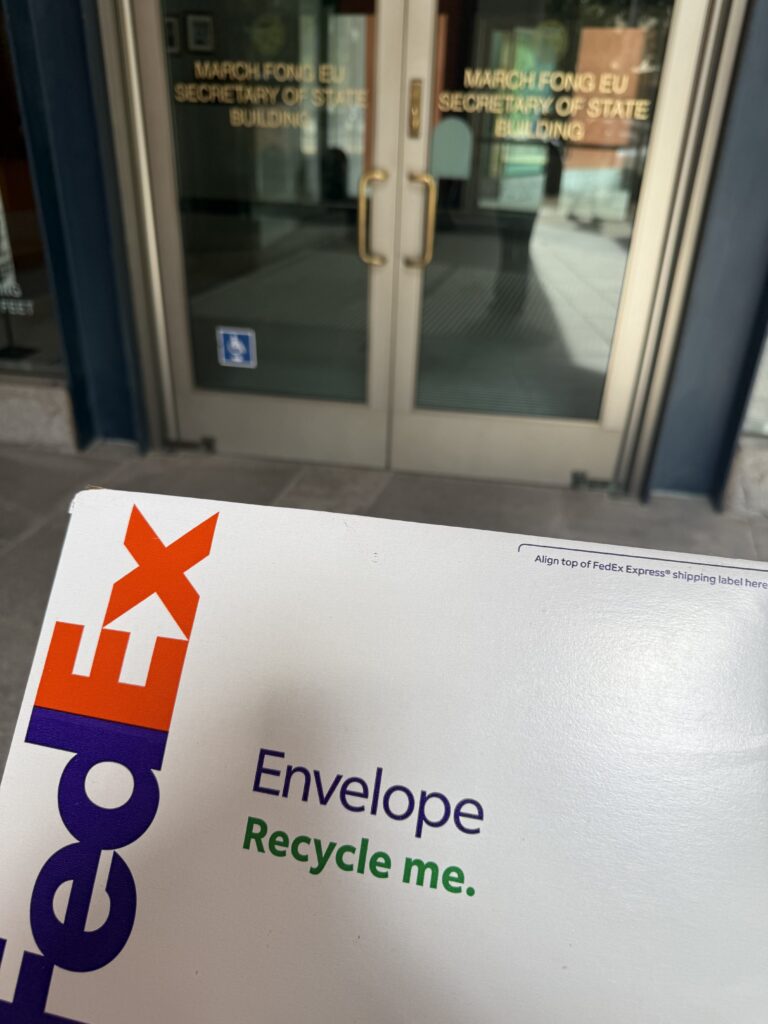 MARCH FONG EU
SECRETARY OF STATE
BUILDING
MARCH FONG EU
SECRETARY OF STATE
BUILDING
FEET
Align top of FedEx Express® shipping label here
FedEx
Envelope
Recycle me.